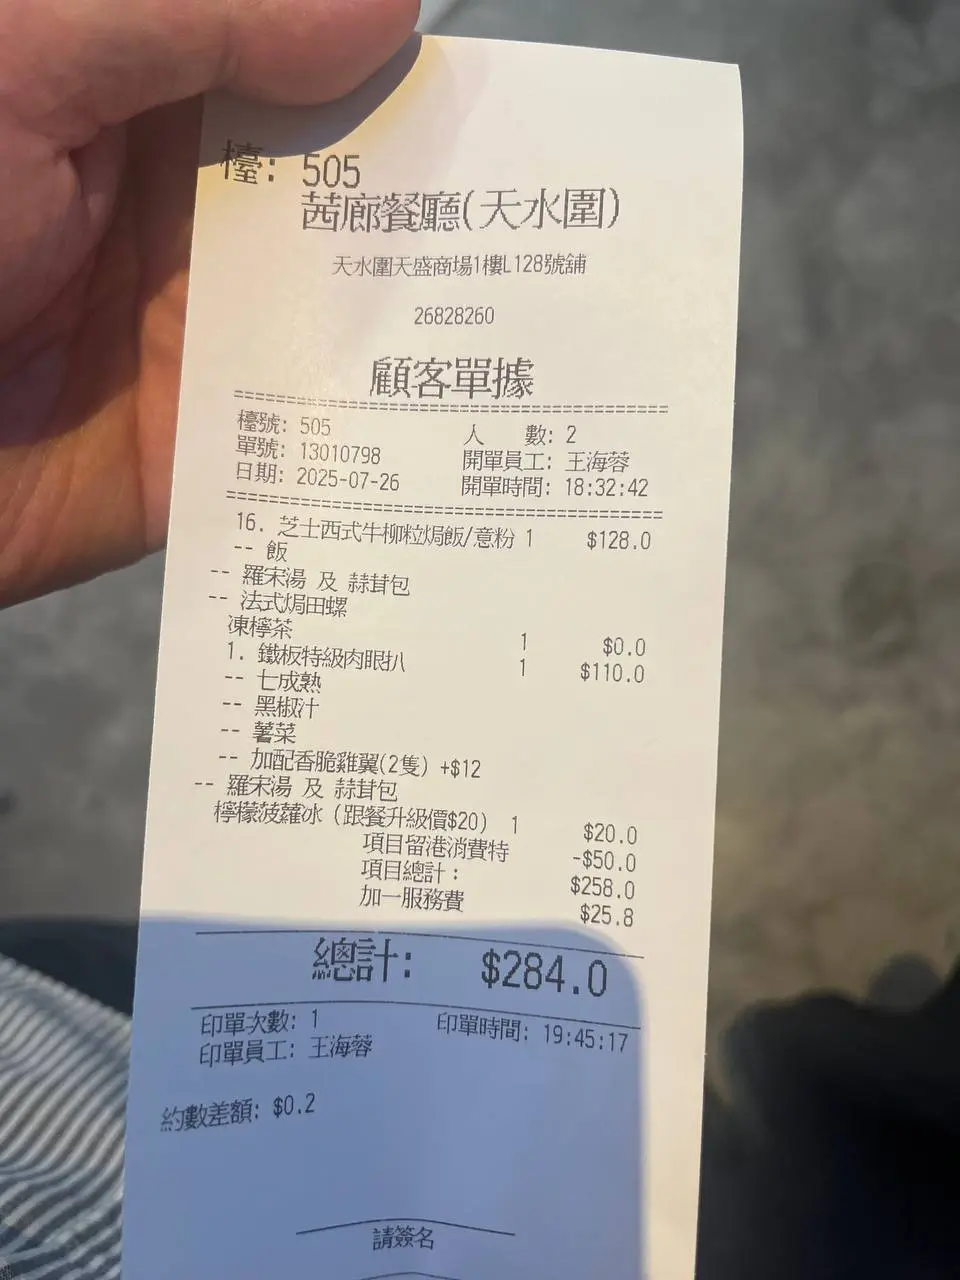 檯: 505
茜廊餐廳(天水圍)
天水圍天盛商場1樓L128號舖
26828260
顧客單據
檯號: 505 人 數: 2
單號: 13010798 開單員工: 王海蓉
日期: 2025-07-26 開單時間: 18:32:42
16. 芝士西式牛柳粒焗飯/意粉 1 $128.0
-- 飯
-- 羅宋湯 及 蒜茸包
-- 法式焗田螺
凍檸茶 1 $0.0
1. 鐵板特級肉眼扒 1 $110.0
-- 七成熟
-- 黑椒汁
-- 薯菜
-- 加配香脆雞翼(2隻) +$12
-- 羅宋湯 及 蒜茸包
檸檬菠蘿冰 (跟餐升級價$20) 1 $20.0
項目留港消費特 -$50.0
項目總計: $258.0
加一服務費 $25.8
總計: $284.0
印單次數: 1 印單時間: 19:45:17
印單員工: 王海蓉
約數差額: $0.2
請簽名